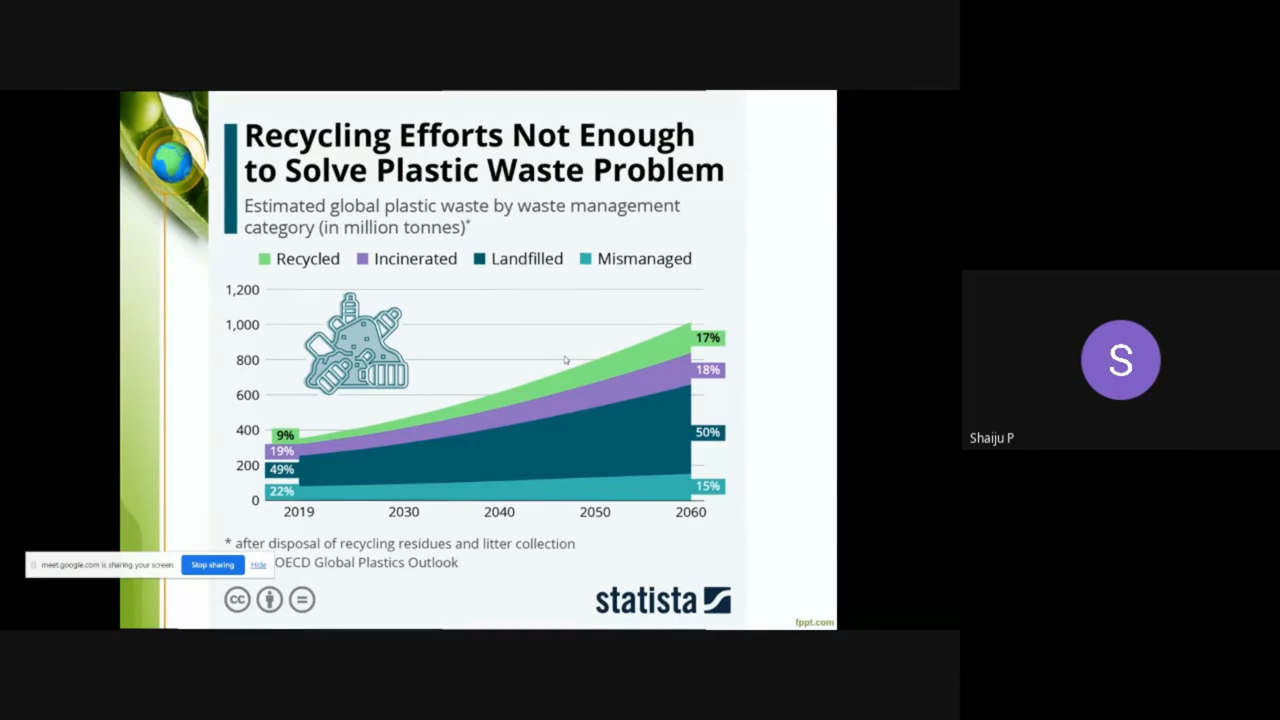 Recycling Efforts Not Enough
to Solve Plastic Waste Problem
Estimated global plastic waste by waste management
category (in million tonnes)*
Recycled Incinerated Landfilled Mismanaged
1,200
1,000
800
600
400
200
0
9%
19%
49%
22%
17%
18%
50%
15%
2019 2030 2040 2050 2060
* after disposal of recycling residues and litter collection
OECD Global Plastics Outlook
meet.google.com is sharing your screen.
Stop sharing
Hide
cc
statista
fppt.com
S
Shaiju P